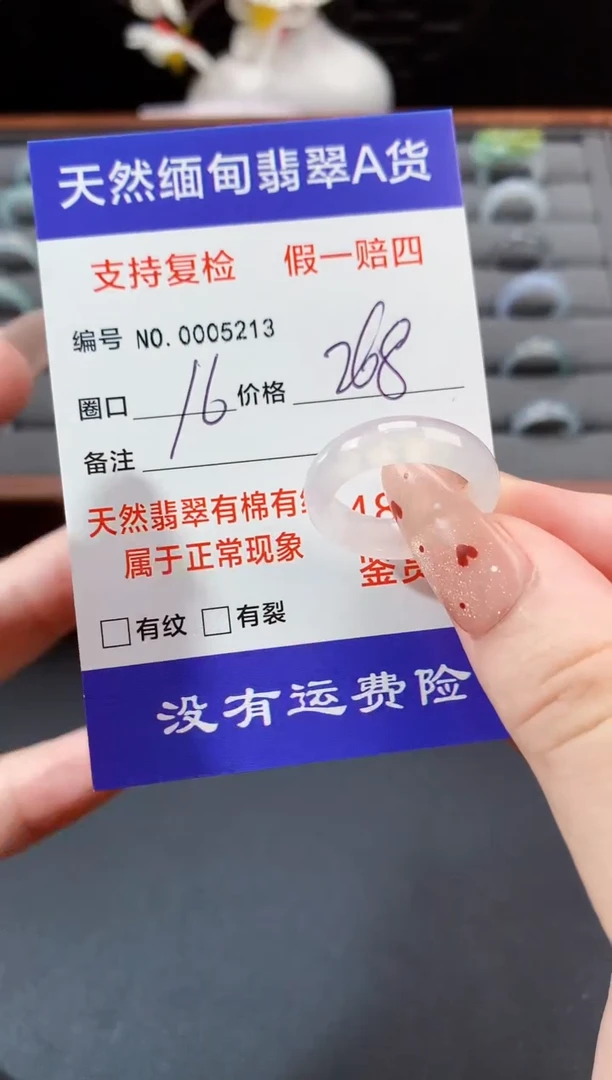 天然缅甸翡翠A货
支持复检 假一赔四
编号 NO.0005213
圈口 16 价格 268
备注
天然翡翠有棉有
属于正常现象
48
鉴
有纹 有裂
没有运费险